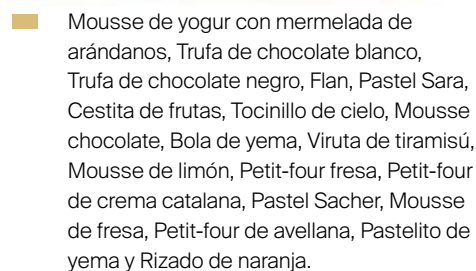 Mousse de yogur con mermelada de
arándanos, Trufa de chocolate blanco,
Trufa de chocolate negro, Flan, Pastel Sara,
Cestita de frutas, Tocinillo de cielo, Mousse
chocolate, Bola de yema, Viruta de tiramisú,
Mousse de limón, Petit-four fresa, Petit-four
de crema catalana, Pastel Sacher, Mousse
de fresa, Petit-four de avellana, Pastelito de
yema y Rizado de naranja.